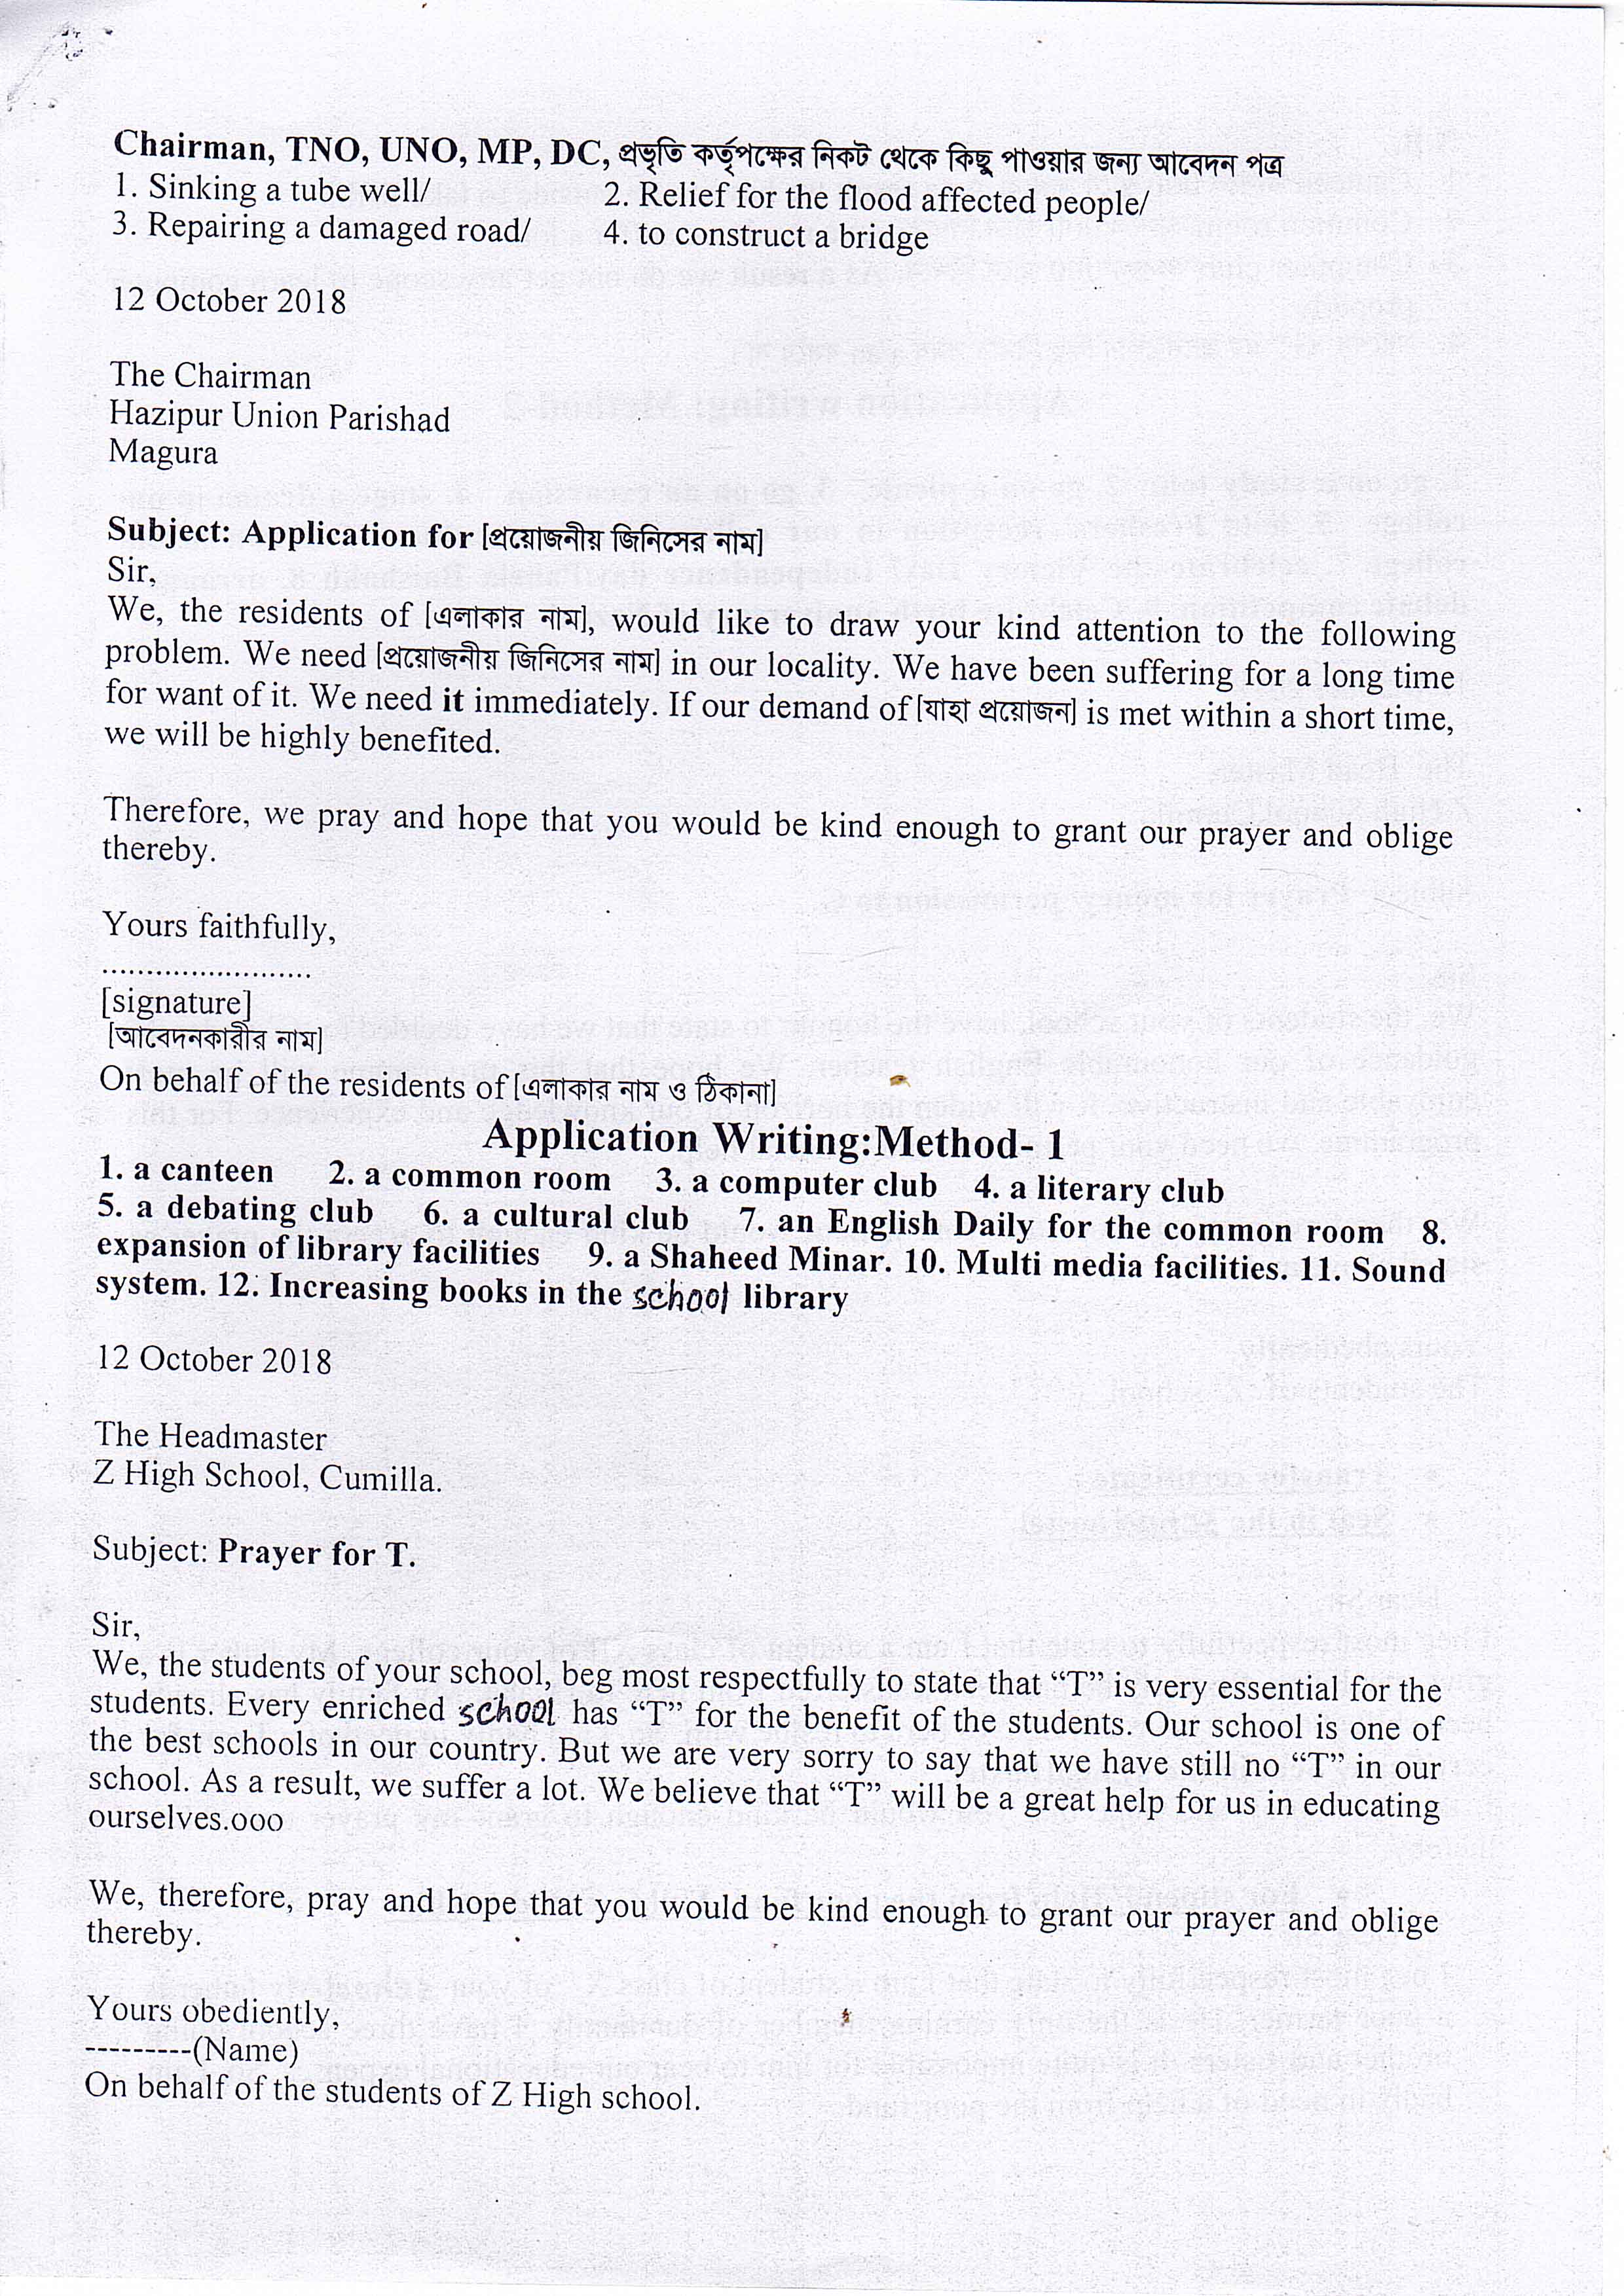 Chairman, TNO, UNO, MP, DC, প্রভৃতি কর্তৃপক্ষের নিকট থেকে কিছু পাওয়ার জন্য আবেদন পত্র
1. Sinking a tube well/ 2. Relief for the flood affected people/
3. Repairing a damaged road/ 4. to construct a bridge
12 October 2018
The Chairman
Hazipur Union Parishad
Magura
Subject: Application for [প্রয়োজনীয় জিনিসের নাম]
Sir,
We, the residents of [এলাকার নাম], would like to draw your kind attention to the following
problem. We need [প্রয়োজনীয় জিনিসের নাম] in our locality. We have been suffering for a long time
for want of it. We need it immediately. If our demand of [যাহা প্রয়োজন] is met within a short time,
we will be highly benefited.
Therefore, we pray and hope that you would be kind enough to grant our prayer and oblige
thereby.
Yours faithfully,
........................
[signature]
[আবেদনকারীর নাম]
On behalf of the residents of [এলাকার নাম ও ঠিকানা]
Application Writing:Method- 1
1. a canteen 2. a common room 3. a computer club 4. a literary club
5. a debating club 6. a cultural club 7. an English Daily for the common room 8.
expansion of library facilities 9. a Shaheed Minar. 10. Multi media facilities. 11. Sound
system. 12. Increasing books in the school library
12 October 2018
The Headmaster
Z High School, Cumilla.
Subject: Prayer for T.
Sir,
We, the students of your school, beg most respectfully to state that “T” is very essential for the
students. Every enriched school has “T” for the benefit of the students. Our school is one of
the best schools in our country. But we are very sorry to say that we have still no “T” in our
school. As a result, we suffer a lot. We believe that “T” will be a great help for us in educating
ourselves.ooo
We, therefore, pray and hope that you would be kind enough to grant our prayer and oblige
thereby.
Yours obediently,
---------(Name)
On behalf of the students of Z High school.